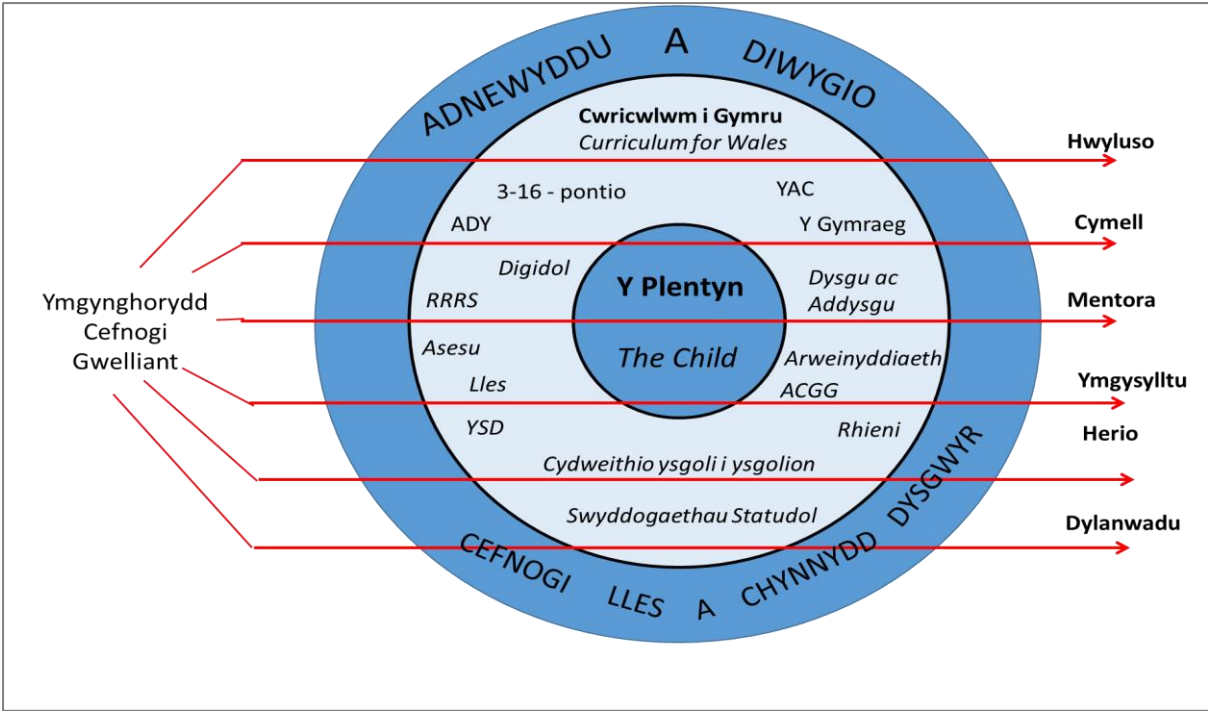 ADNEWYDDU A DIWYGIO
Cwricwlwm i Gymru
Curriculum for Wales
Hwyluso
3-16 - pontio
YAC
ADY
Y Gymraeg
Cymell
Digidol
Y Plentyn
Dysgu ac
Addysgu
RRRS
Mentora
Ymgynghorydd
Cefnogi
Gwelliant
Asesu
The Child
Arweinyddiaeth
Lles
ACGG
Ymgysylltu
YSD
Rhieni
Herio
Cydweithio ysgoli i ysgolion
Swyddogaethau Statudol
Dylanwadu
CEFNOGI LLES A CHYNNYDD DYSGWYR